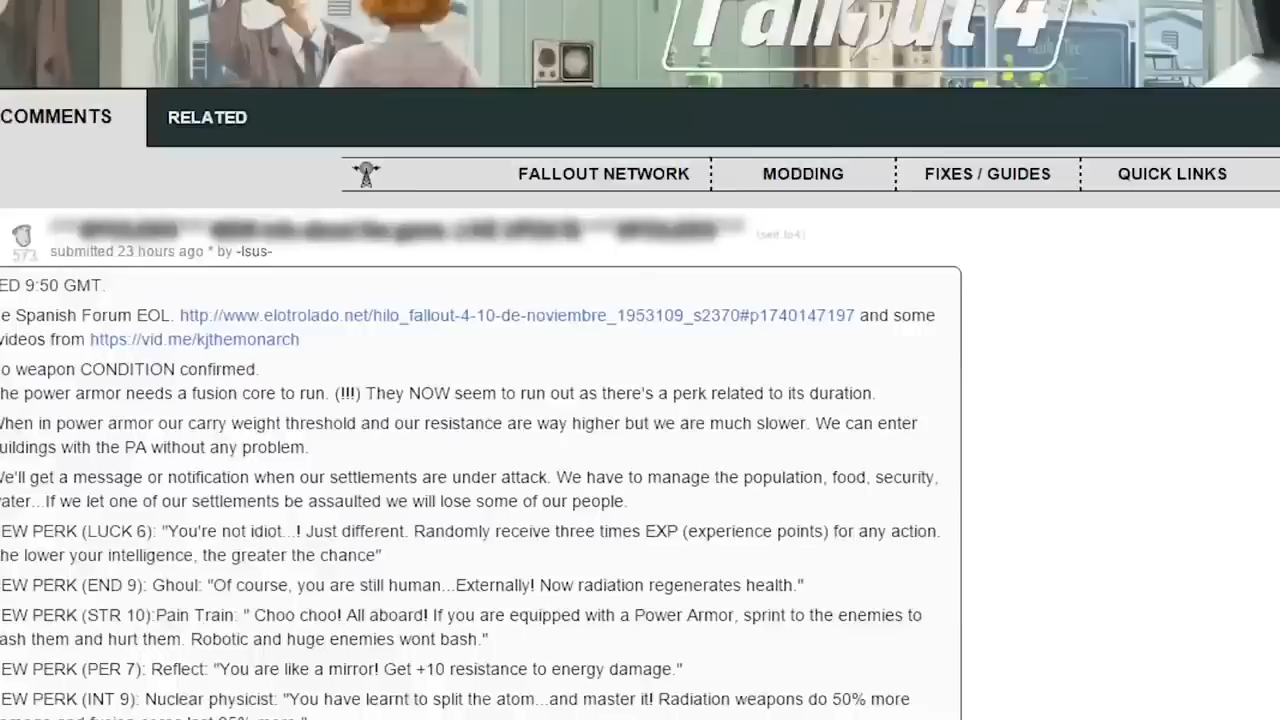 Fallout 4
COMMENTS
RELATED
FALLOUT NETWORK
MODDING
FIXES / GUIDES
QUICK LINKS
573
submitted 23 hours ago * by -Isus-
ED 9:50 GMT.
e Spanish Forum EOL. http://www.elotrolado.net/hilo_fallout-4-10-de-noviembre_1953109_s2370#p1740147197 and some
videos from https://vid.me/kjthemonarch
o weapon CONDITION confirmed.
he power armor needs a fusion core to run. (!!!) They NOW seem to run out as there's a perk related to its duration.
When in power armor our carry weight threshold and our resistance are way higher but we are much slower. We can enter
uildings with the PA without any problem.
We'll get a message or notification when our settlements are under attack. We have to manage the population, food, security,
water...If we let one of our settlements be assaulted we will lose some of our people.
EW PERK (LUCK 6): "You're not idiot...! Just different. Randomly receive three times EXP (experience points) for any action.
he lower your intelligence, the greater the chance"
EW PERK (END 9): Ghoul: "Of course, you are still human...Externally! Now radiation regenerates health."
EW PERK (STR 10):Pain Train: " Choo choo! All aboard! If you are equipped with a Power Armor, sprint to the enemies to
ash them and hurt them. Robotic and huge enemies wont bash."
EW PERK (PER 7): Reflect: "You are like a mirror! Get +10 resistance to energy damage."
EW PERK (INT 9): Nuclear physicist: "You have learnt to split the atom...and master it! Radiation weapons do 50% more